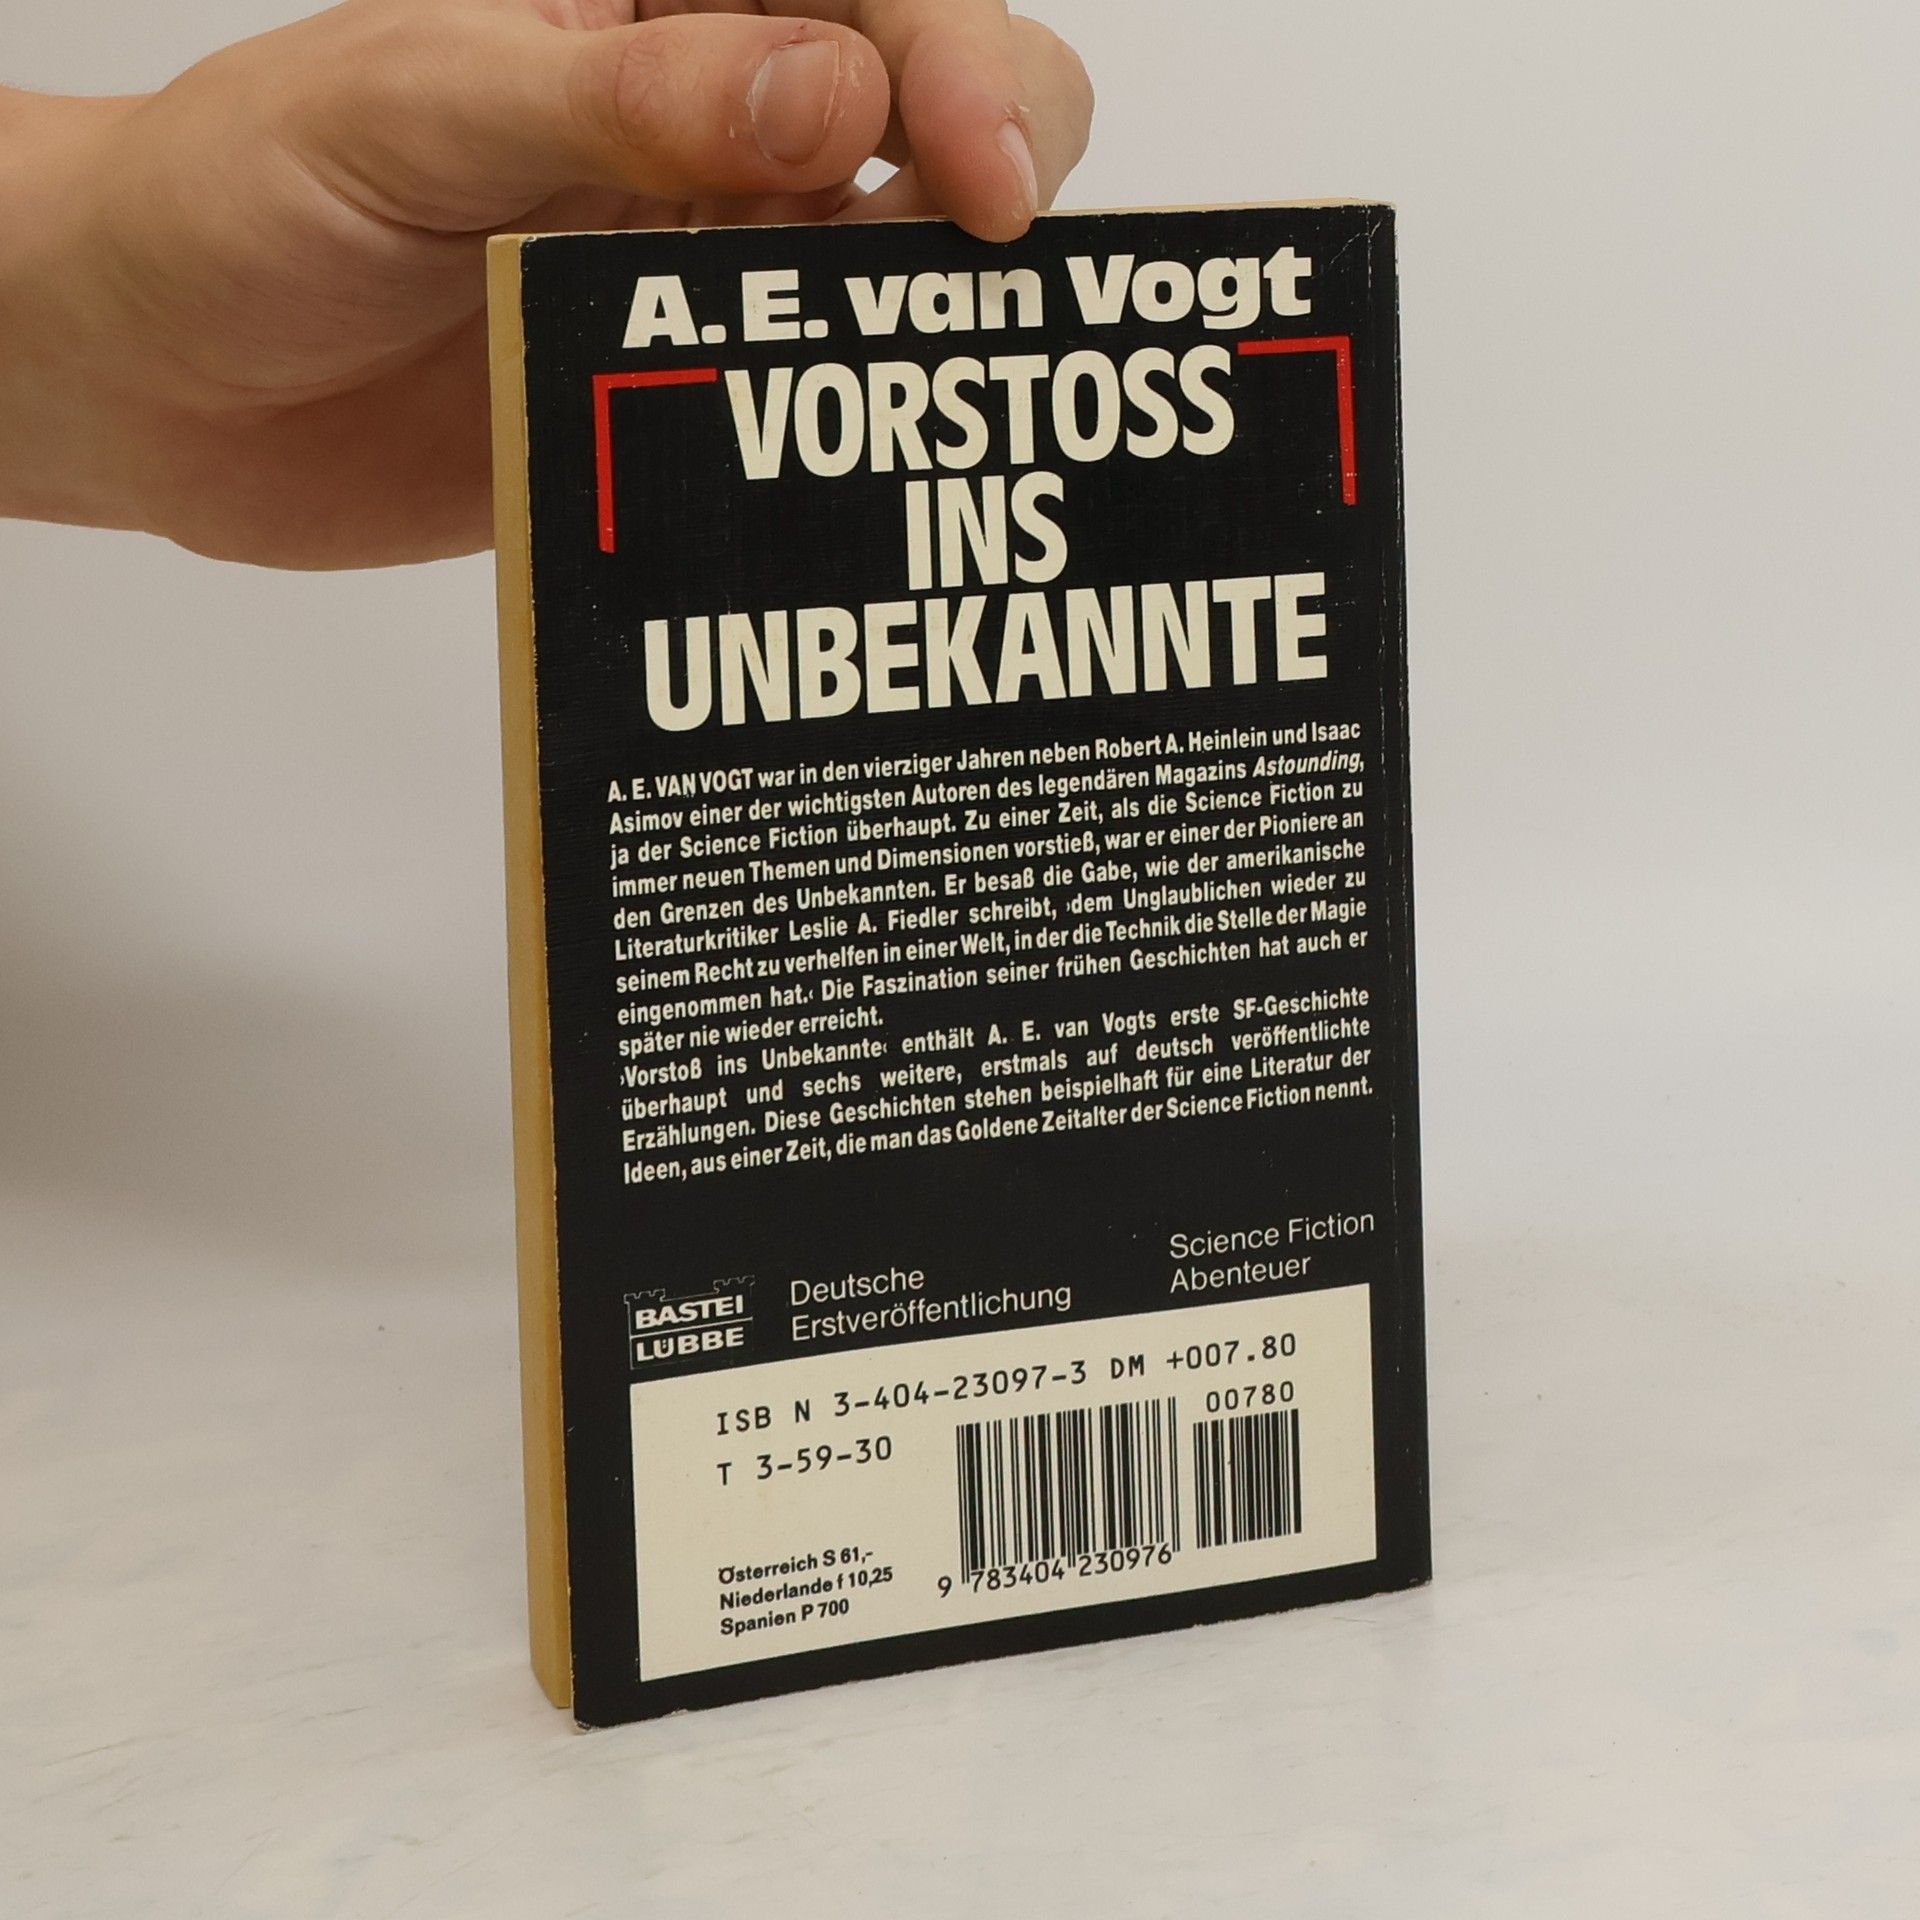 A. E. van Vogt
VORSTOSS
INS
UNBEKANNTE
A. E. VAN VOGT war in den vierziger Jahren neben Robert A. Heinlein und Isaac
Asimov einer der wichtigsten Autoren des legendären Magazins Astounding,
ja der Science Fiction überhaupt. Zu einer Zeit, als die Science Fiction zu
immer neuen Themen und Dimensionen vorstieß, war er einer der Pioniere an
den Grenzen des Unbekannten. Er besaß die Gabe, wie der amerikanische
Literaturkritiker Leslie A. Fiedler schreibt, ›dem Unglaublichen wieder zu
seinem Recht zu verhelfen in einer Welt, in der die Technik die Stelle der Magie
eingenommen hat.‹ Die Faszination seiner frühen Geschichten hat auch er
später nie wieder erreicht.
›Vorstoß ins Unbekannte‹ enthält A. E. van Vogts erste SF-Geschichte
überhaupt und sechs weitere, erstmals auf deutsch veröffentlichte
Erzählungen. Diese Geschichten stehen beispielhaft für eine Literatur der
Ideen, aus einer Zeit, die man das Goldene Zeitalter der Science Fiction nennt.
BASTEI
LÜBBE
Deutsche
Erstveröffentlichung
Science Fiction
Abenteuer
ISB N 3-404-23097-3 DM +007.80
00780
T 3-59-30
Österreich S 61,-
Niederlande f 10,25
Spanien P 700
9 783404 230976